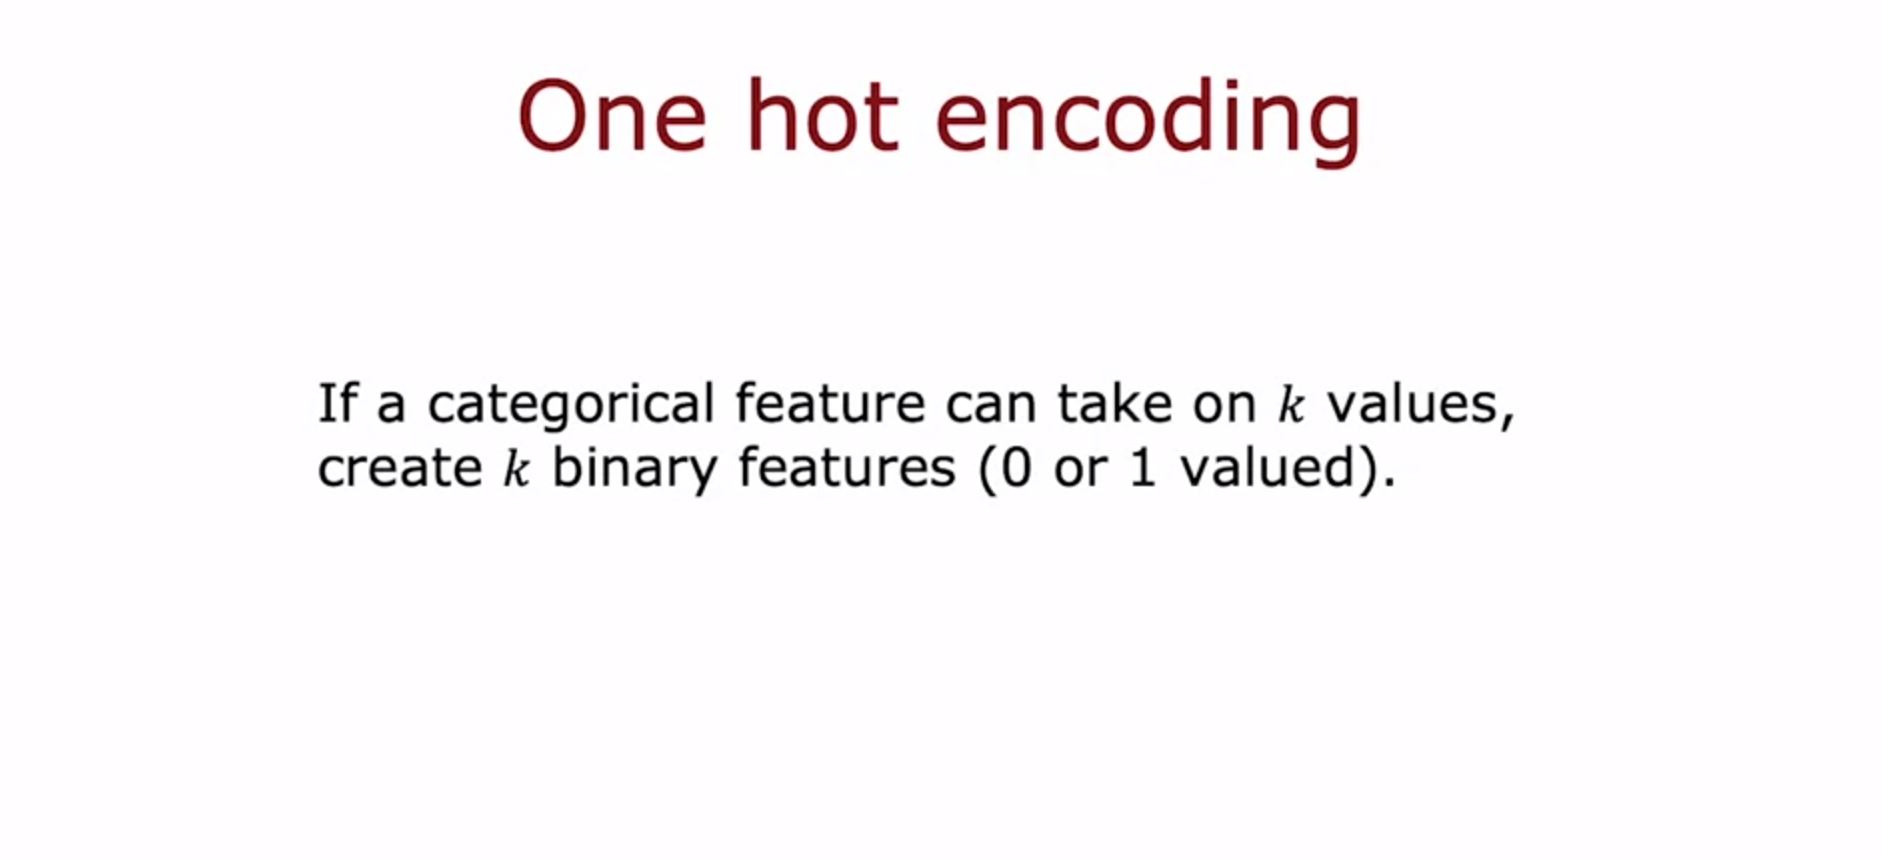 One hot encoding
If a categorical feature can take on k values,
create k binary features (0 or 1 valued).